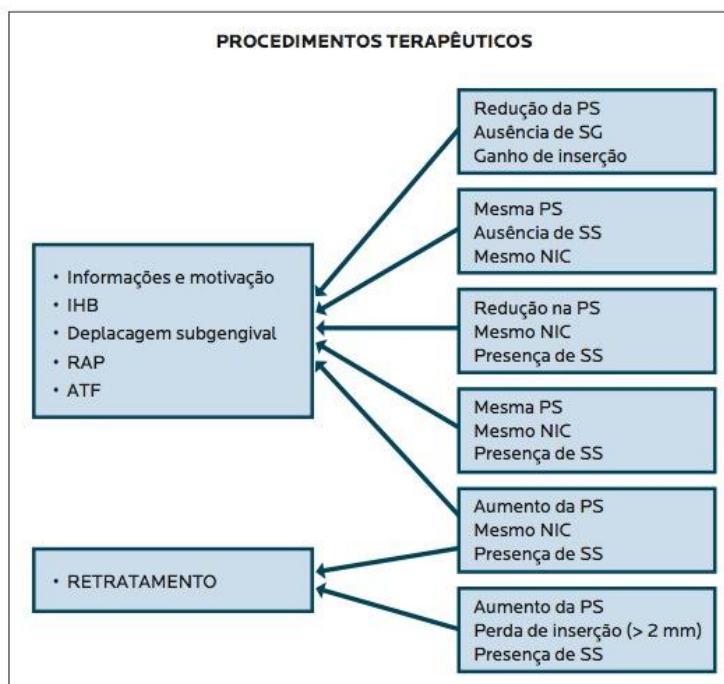 PROCEDIMENTOS TERAPÊUTICOS
• Informações e motivação
• IHB
• Deplacagem subgengival
• RAP
• ATF
• RETRATAMENTO
Redução da PS
Ausência de SG
Ganho de inserção
Mesma PS
Ausência de SS
Mesmo NIC
Redução na PS
Mesmo NIC
Presença de SS
Mesma PS
Mesmo NIC
Presença de SS
Aumento da PS
Mesmo NIC
Presença de SS
Aumento da PS
Perda de inserção (> 2 mm)
Presença de SS